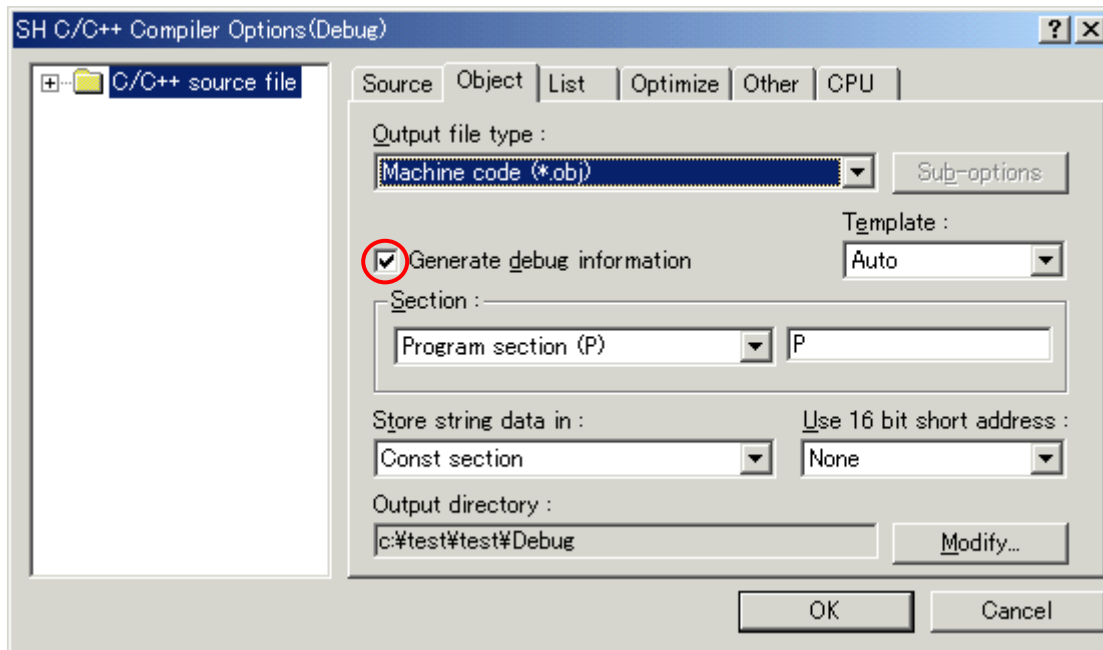 SH C/C++ Compiler Options(Debug)
C/C++ source file
Source Object List Optimize Other CPU
Output file type :
Machine code (*.obj) Sub-options
Template :
Generate debug information Auto
Section :
Program section (P) P
Store string data in : Use 16 bit short address :
Const section None
Output directory :
c:¥test¥test¥Debug Modify...
OK Cancel